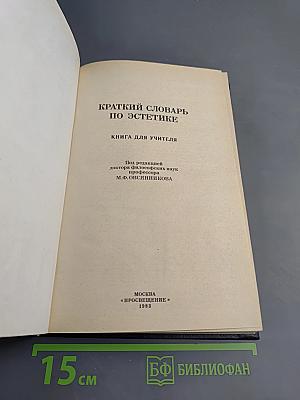 КРАТКИЙ СЛОВАРЬ
ПО ЭСТЕТИКЕ
КНИГА ДЛЯ УЧИТЕЛЯ
Под редакцией
доктора философских наук
профессора
М.Ф.ОВСЯННИКОВА
МОСКВА
«ПРОСВЕЩЕНИЕ»
1983
15 см
БФ БИБЛИОФАН